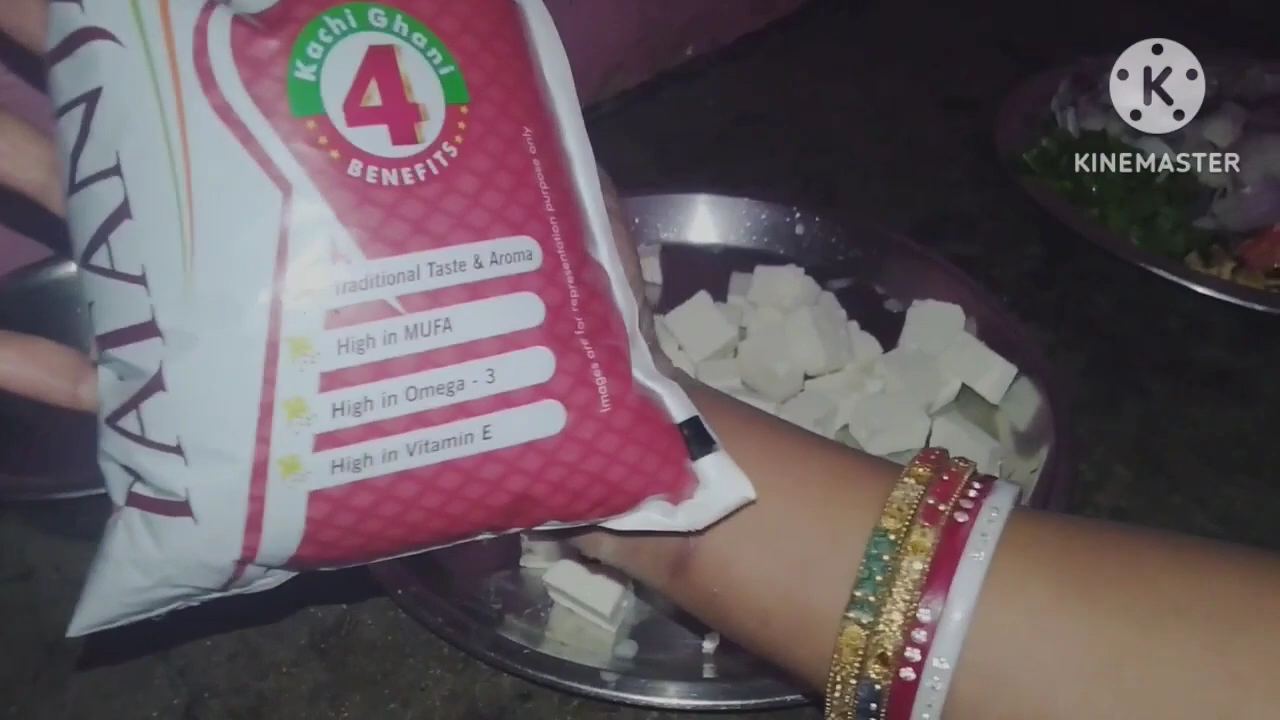 Kachi Ghani
4
BENEFITS
Traditional Taste & Aroma
High in MUFA
High in Omega - 3
High in Vitamin E
Images are for representation purpose only
KINEMASTER